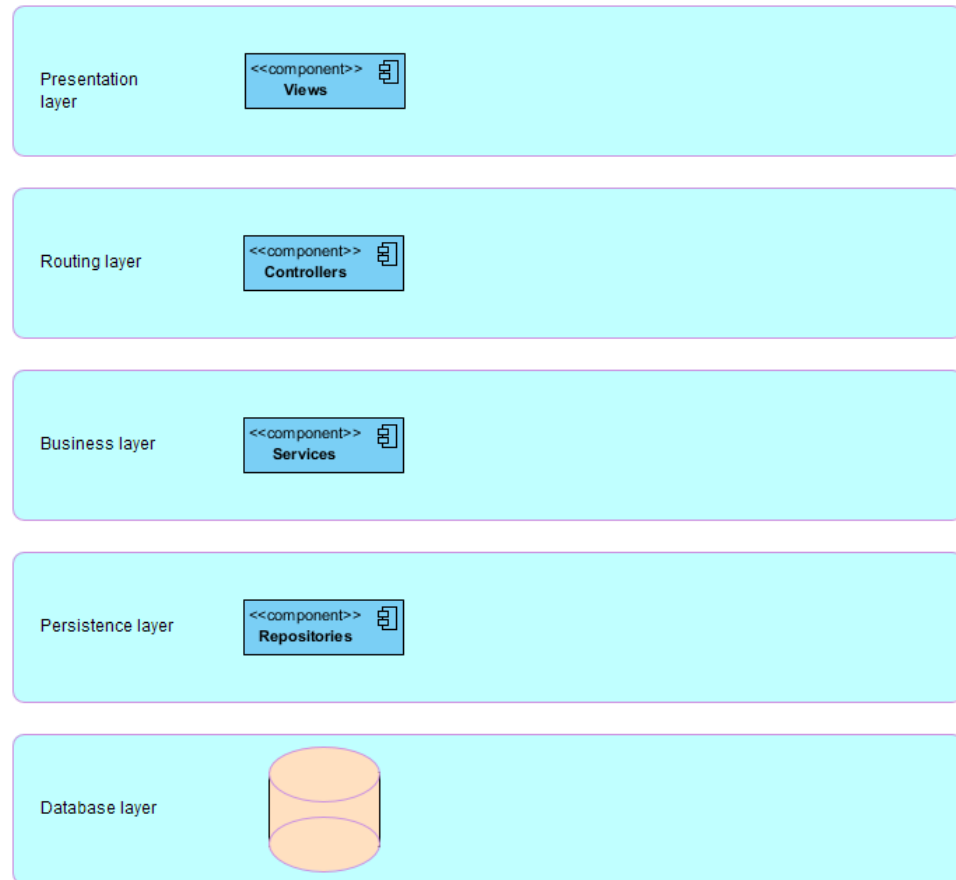 Presentation
layer
<<component>>
Views
Routing layer
<<component>>
Controllers
Business layer
<<component>>
Services
Persistence layer
<<component>>
Repositories
Database layer